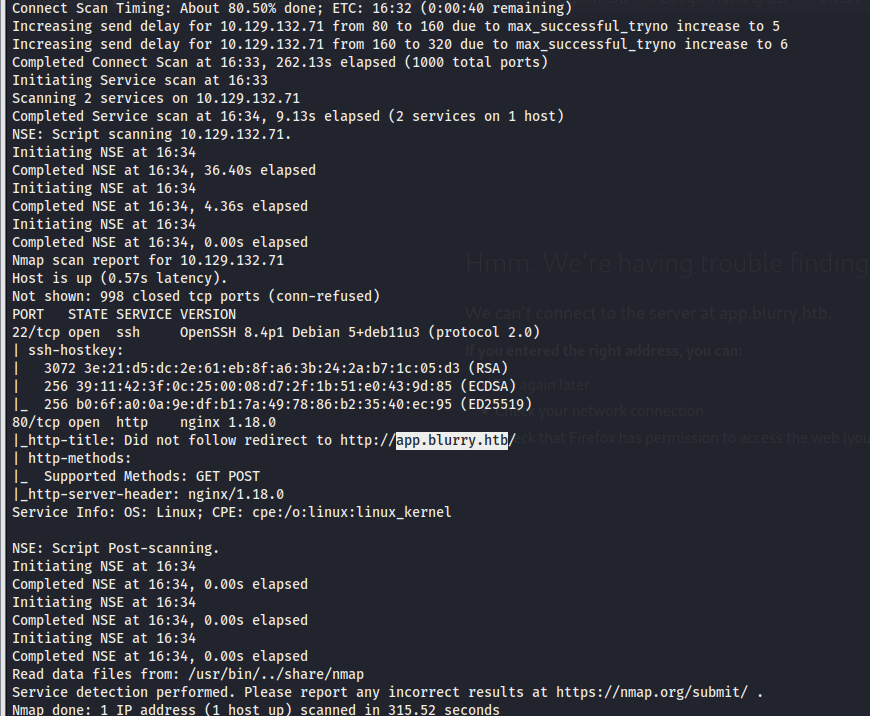 Connect Scan Timing: About 80.50% done; ETC: 16:32 (0:00:40 remaining)
Increasing send delay for 10.129.132.71 from 80 to 160 due to max_successful_tryno increase to 5
Increasing send delay for 10.129.132.71 from 160 to 320 due to max_successful_tryno increase to 6
Completed Connect Scan at 16:33, 262.13s elapsed (1000 total ports)
Initiating Service scan at 16:33
Scanning 2 services on 10.129.132.71
Completed Service scan at 16:34, 9.13s elapsed (2 services on 1 host)
NSE: Script scanning 10.129.132.71.
Initiating NSE at 16:34
Completed NSE at 16:34, 36.40s elapsed
Initiating NSE at 16:34
Completed NSE at 16:34, 4.36s elapsed
Initiating NSE at 16:34
Completed NSE at 16:34, 0.00s elapsed
Nmap scan report for 10.129.132.71
Hmm. We're having trouble finding
Host is up (0.57s latency).
Not shown: 998 closed tcp ports (conn-refused)
PORT   STATE SERVICE VERSION
We can't connect to the server at app.blurry.htb.
22/tcp open  ssh     OpenSSH 8.4p1 Debian 5+deb11u3 (protocol 2.0)
| ssh-hostkey:
If you entered the right address, you can:
|   3072 3e:21:d5:dc:2e:61:eb:8f:a6:3b:24:2a:b7:1c:05:d3 (RSA)
|   256 39:11:42:3f:0c:25:00:08:d7:2f:1b:51:e0:43:9d:85 (ECDSA)
again later
|_  256 b0:6f:a0:0a:9e:df:b1:7a:49:78:86:b2:35:40:ec:95 (ED25519)
your network connection
80/tcp open  http    nginx 1.18.0
|_http-title: Did not follow redirect to http://app.blurry.htb/
that Firefox has permission to access the web (you
| http-methods:
|_  Supported Methods: GET POST
|_http-server-header: nginx/1.18.0
Service Info: OS: Linux; CPE: cpe:/o:linux:linux_kernel
NSE: Script Post-scanning.
Initiating NSE at 16:34
Completed NSE at 16:34, 0.00s elapsed
Initiating NSE at 16:34
Completed NSE at 16:34, 0.00s elapsed
Initiating NSE at 16:34
Completed NSE at 16:34, 0.00s elapsed
Read data files from: /usr/bin/../share/nmap
Service detection performed. Please report any incorrect results at https://nmap.org/submit/ .
Nmap done: 1 IP address (1 host up) scanned in 315.52 seconds